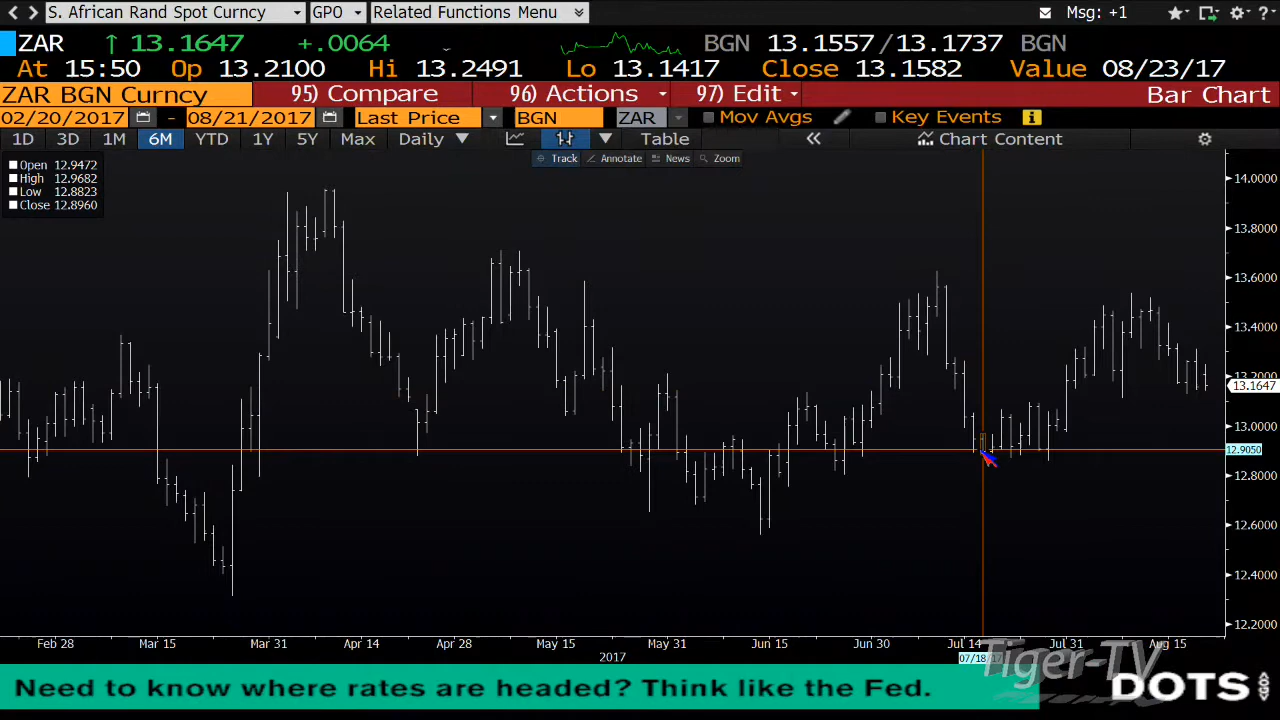 S. African Rand Spot Curncy GPO Related Functions Menu Msg: +1 ?
ZAR ↑ 13.1647 +.0064 BGN 13.1557/13.1737 BGN
At 15:50 Op 13.2100 Hi 13.2491 Lo 13.1417 Close 13.1582 Value 08/23/17
ZAR BGN Curncy 95) Compare 96) Actions 97) Edit Bar Chart
02/20/2017 - 08/21/2017 Last Price BGN ZAR Mov Avgs Key Events
1D 3D 1M 6M YTD 1Y 5Y Max Daily Table « Chart Content
Track Annotate News Zoom
Open 12.9472
High 12.9682
Low 12.8823
Close 12.8960
14.0000
13.8000
13.6000
13.4000
13.2000
13.1647
13.0000
12.9050
12.8000
12.6000
12.4000
12.2000
Feb 28 Mar 15 Mar 31 Apr 14 Apr 28 May 15 May 31 Jun 15 Jun 30 Jul 14 Jul 31 Aug 15
2017
07/18/17
Tiger-TV
Need to know where rates are headed? Think like the Fed.
DOTS